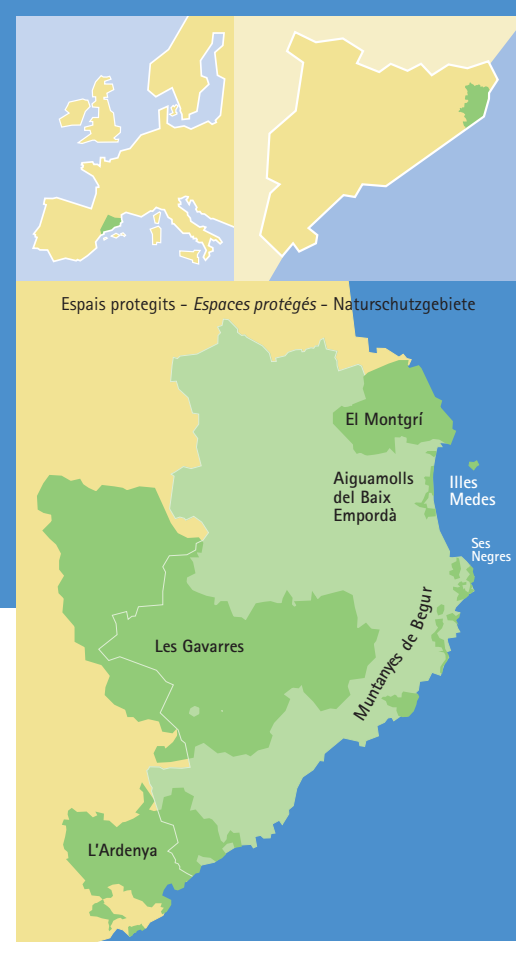 Espais protegits - Espaces protégés - Naturschutzgebiete
El Montgrí
Aiguamolls
del Baix
Empordà
Illes
Medes
Ses
Negres
Muntanyes de Begur
Les Gavarres
L'Ardenya